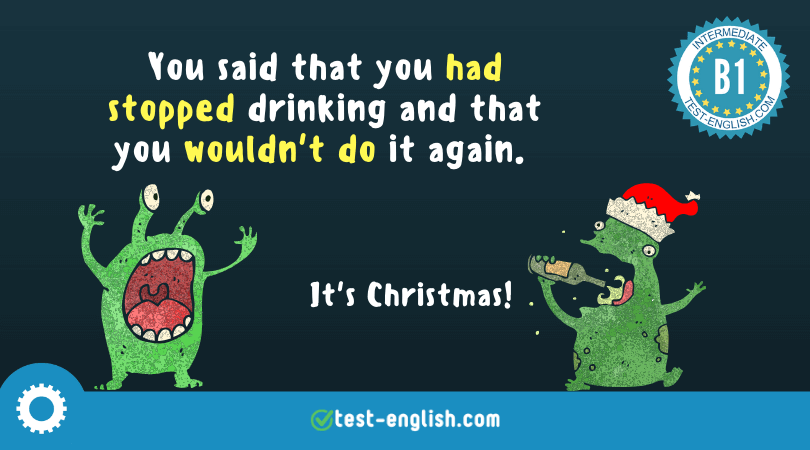 You said that you had
stopped drinking and that
you wouldn't do it again.
INTERMEDIATE
B1
TEST-ENGLISH.COM
It's Christmas!
test-english.com